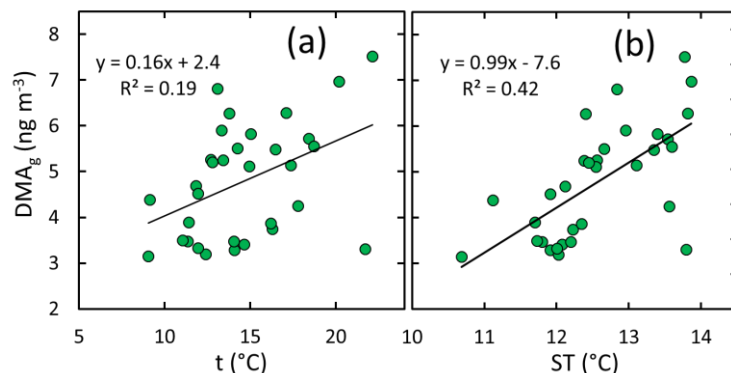 (a)
y = 0.16x + 2.4
R² = 0.19
(b)
y = 0.99x - 7.6
R² = 0.42
DMAg (ng m⁻³)
8
7
6
5
4
3
2
5 10 15 20
t (°C)
10 11 12 13 14
ST (°C)